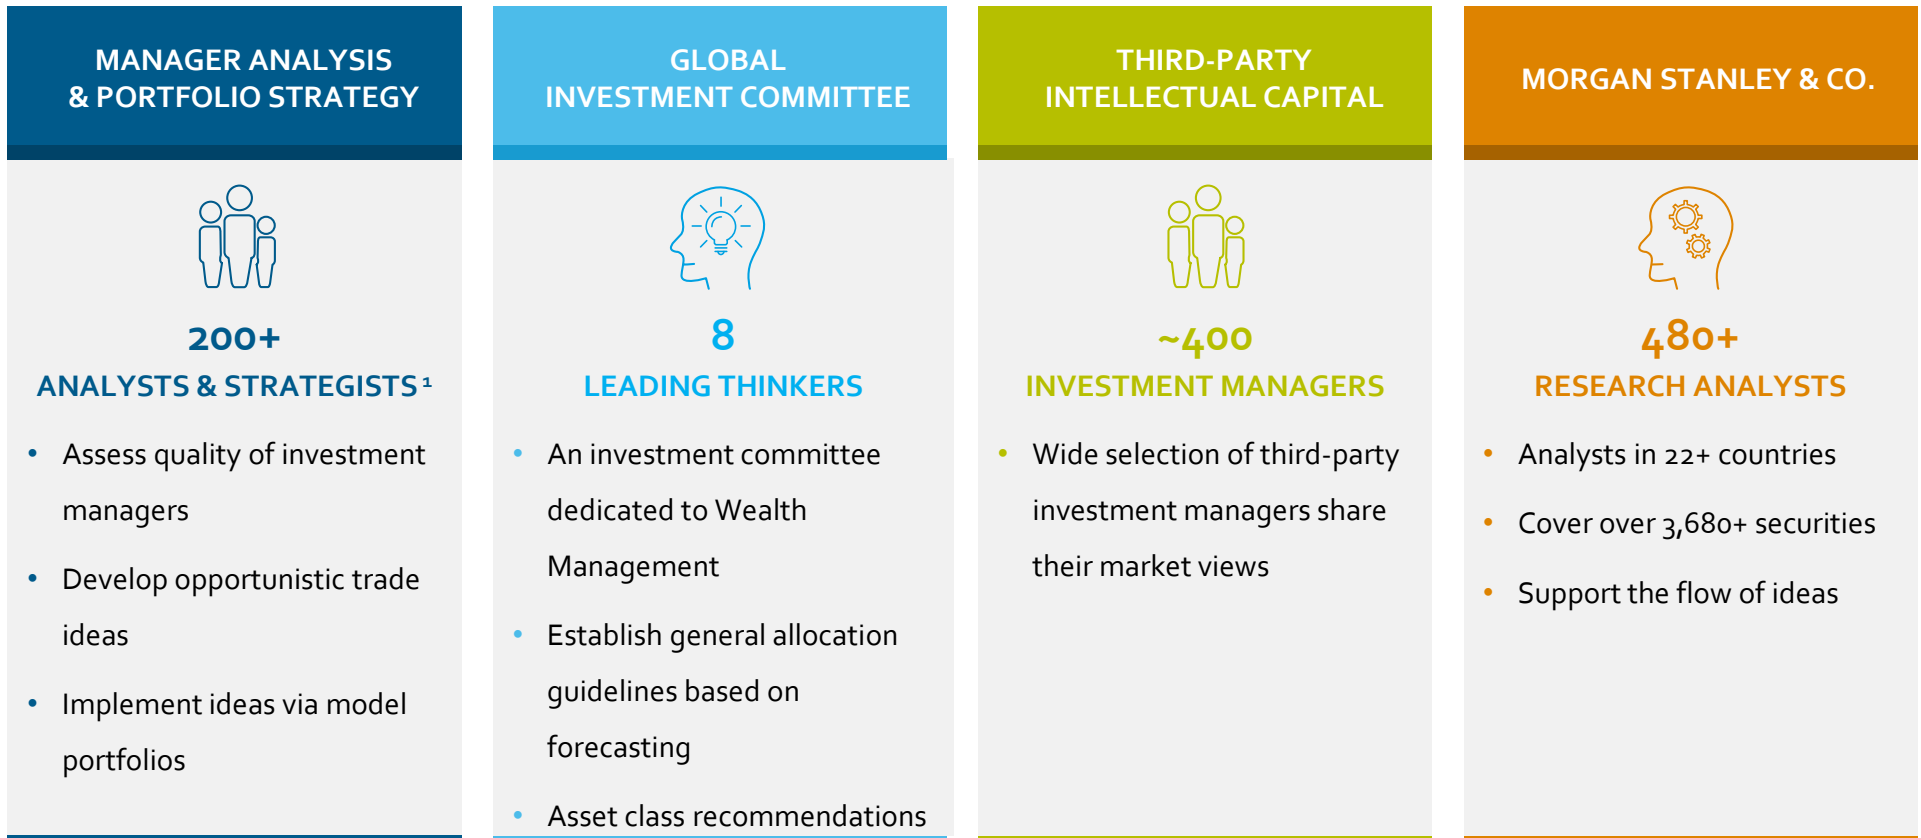 MANAGER ANALYSIS
& PORTFOLIO STRATEGY
200+
ANALYSTS & STRATEGISTS 1
• Assess quality of investment
managers
• Develop opportunistic trade
ideas
• Implement ideas via model
portfolios
GLOBAL
INVESTMENT COMMITTEE
8
LEADING THINKERS
• An investment committee
dedicated to Wealth
Management
• Establish general allocation
guidelines based on
forecasting
• Asset class recommendations
THIRD-PARTY
INTELLECTUAL CAPITAL
~400
INVESTMENT MANAGERS
• Wide selection of third-party
investment managers share
their market views
MORGAN STANLEY & CO.
480+
RESEARCH ANALYSTS
• Analysts in 22+ countries
• Cover over 3,680+ securities
• Support the flow of ideas